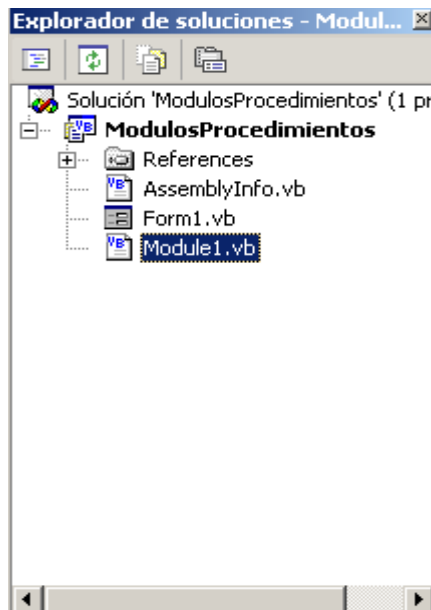 Explorador de soluciones - Modul...
Solución 'ModulosProcedimientos' (1 pr
ModulosProcedimientos
References
AssemblyInfo.vb
Form1.vb
Module1.vb